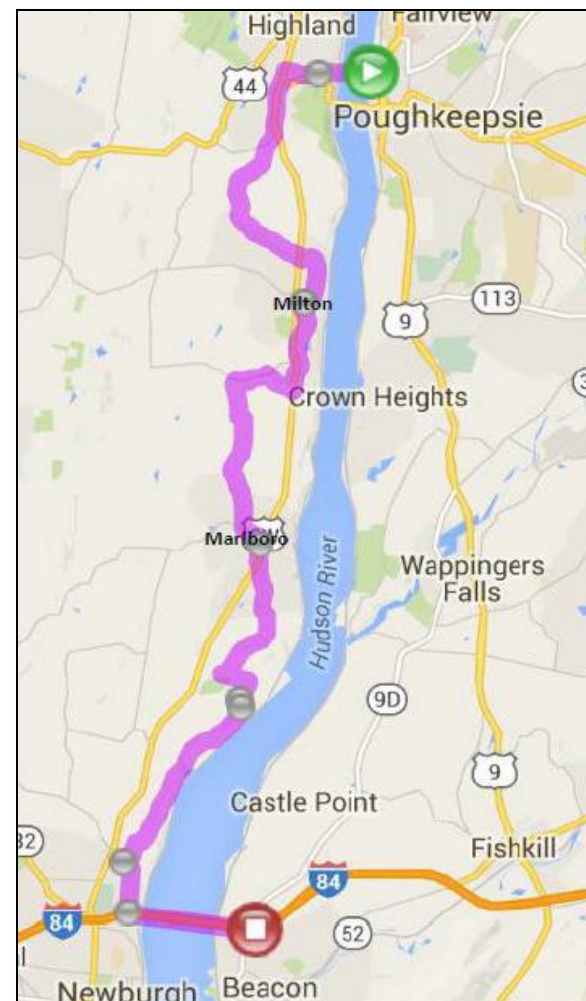 Highland
Fairview
44
Poughkeepsie
Milton
113
9
Crown Heights
Marlboro
Hudson River
Wappingers
Falls
9D
9
Castle Point
Fishkill
84
84
52
Newburgh
Beacon